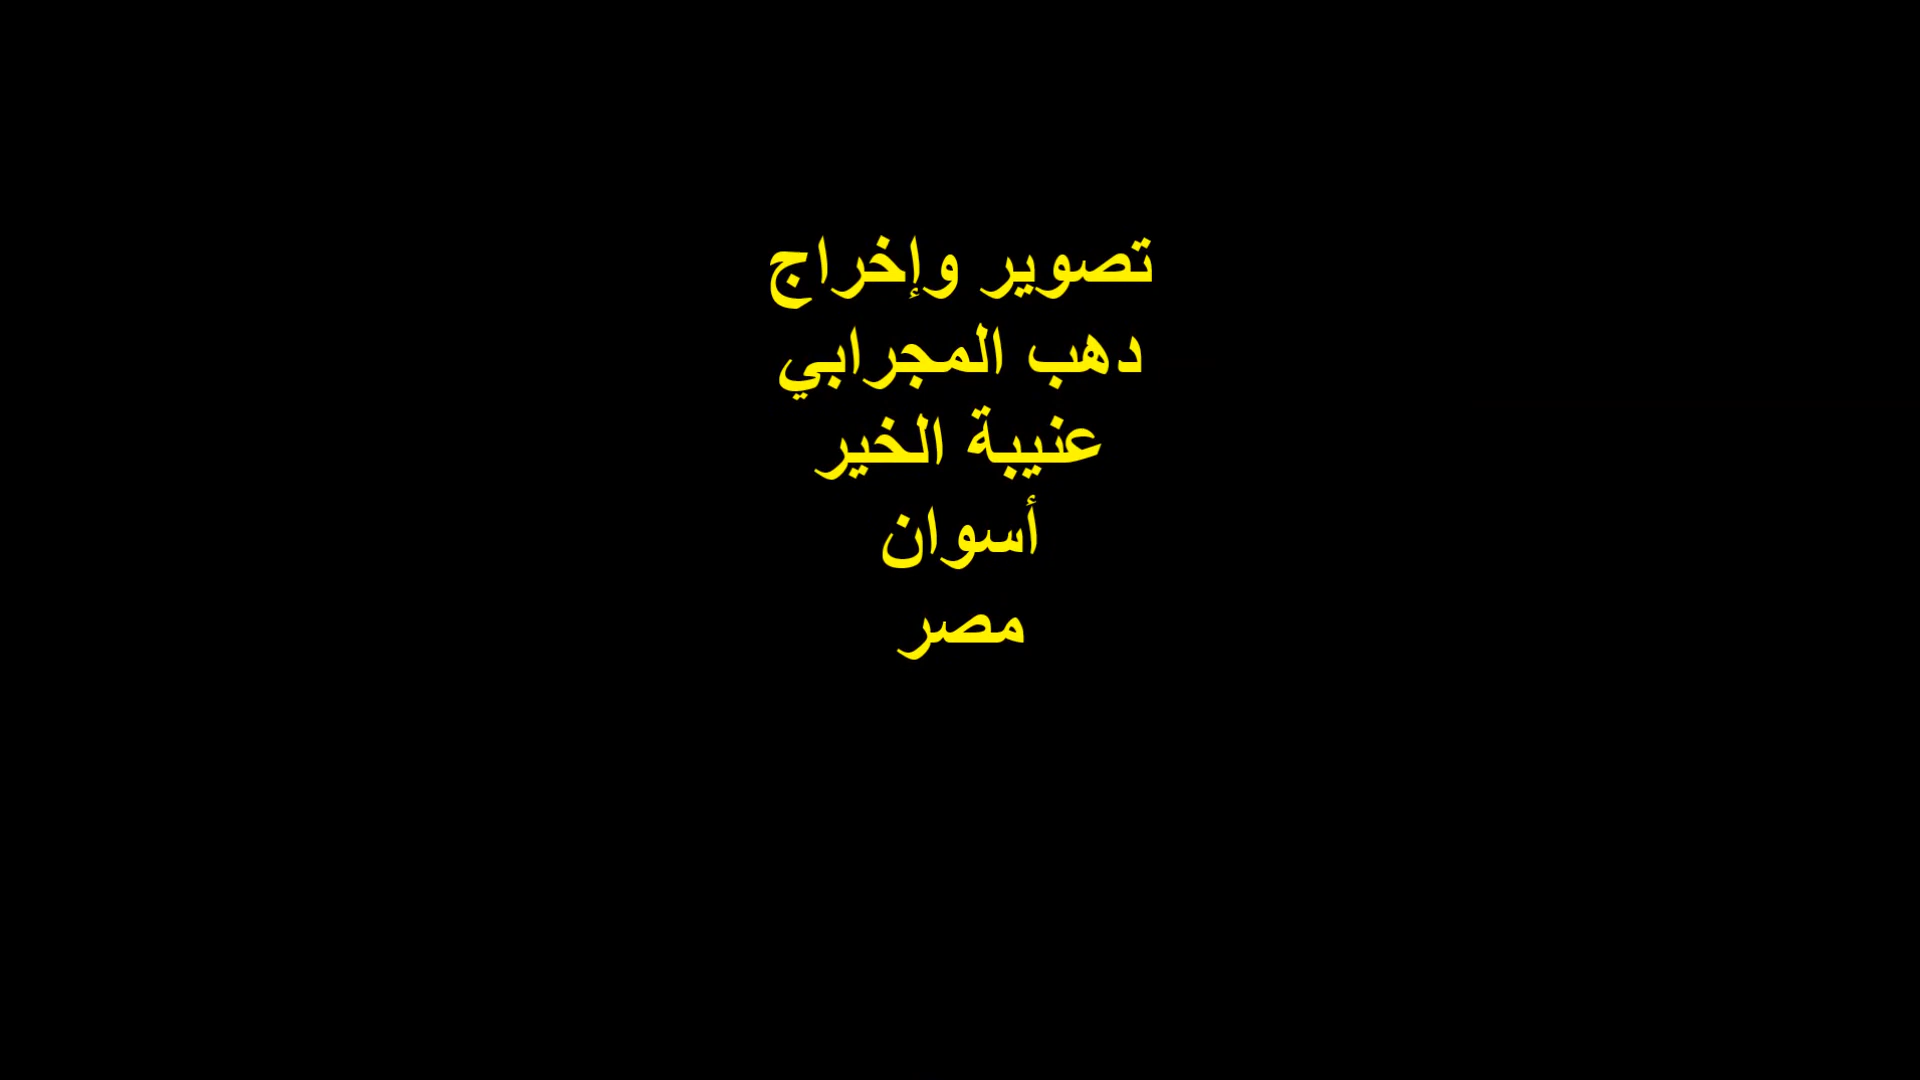 تصوير وإخراج
دهب المجرابي
عنيبة الخير
أسوان
مصر